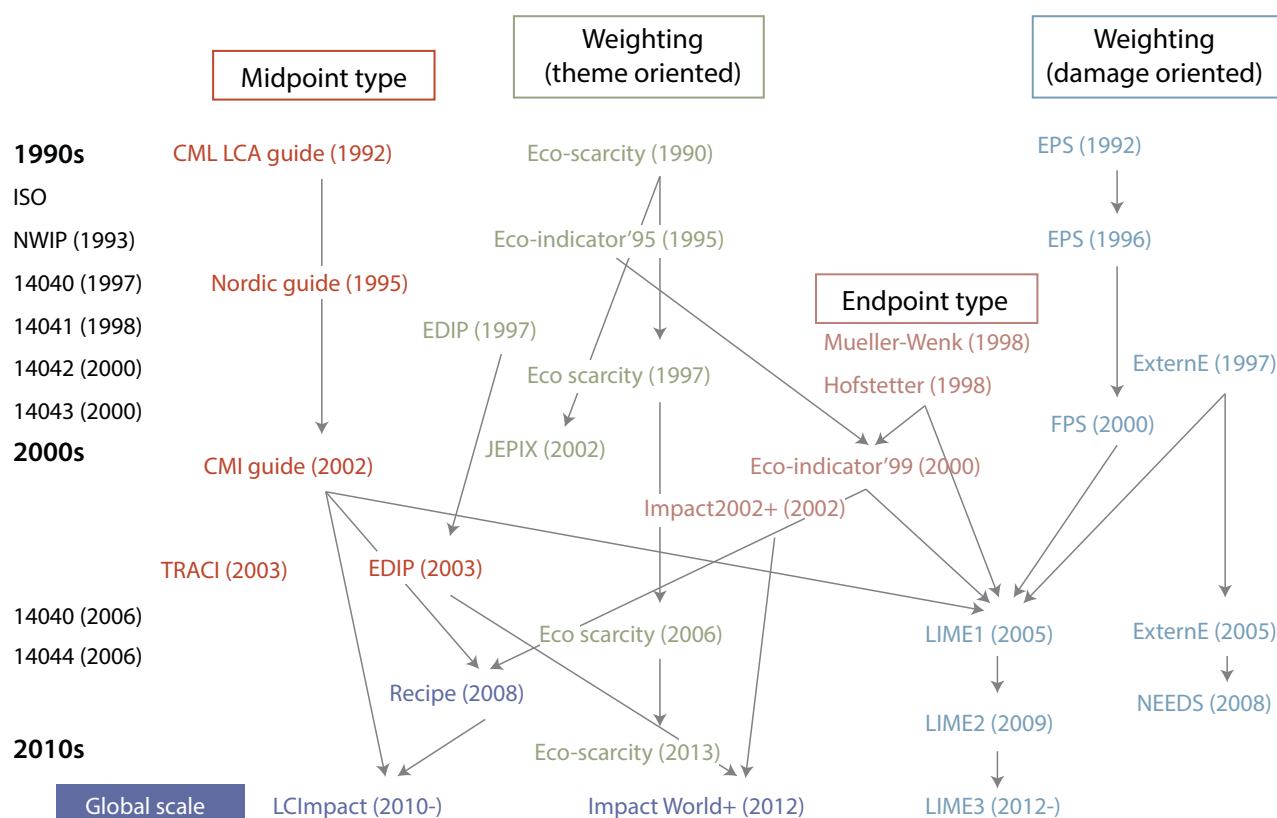 Midpoint type
Weighting
(theme oriented)
Weighting
(damage oriented)
1990s
CML LCA guide (1992)
Eco-scarcity (1990)
EPS (1992)
ISO
NWIP (1993)
Eco-indicator'95 (1995)
EPS (1996)
14040 (1997)
Nordic guide (1995)
Endpoint type
14041 (1998)
EDIP (1997)
Mueller-Wenk (1998)
14042 (2000)
Eco scarcity (1997)
Hofstetter (1998)
ExternE (1997)
14043 (2000)
FPS (2000)
2000s
JEPIX (2002)
CMI guide (2002)
Eco-indicator'99 (2000)
Impact2002+ (2002)
TRACI (2003)
EDIP (2003)
14040 (2006)
Eco scarcity (2006)
LIME1 (2005)
ExternE (2005)
14044 (2006)
Recipe (2008)
NEEDS (2008)
LIME2 (2009)
2010s
Eco-scarcity (2013)
Global scale
LCImpact (2010-)
Impact World+ (2012)
LIME3 (2012-)